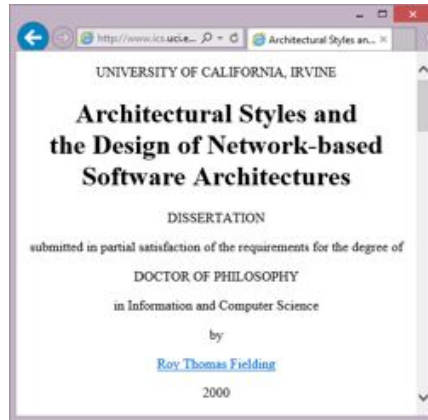 http://www.ics.uci.e...
Architectural Styles an...
UNIVERSITY OF CALIFORNIA, IRVINE
Architectural Styles and
the Design of Network-based
Software Architectures
DISSERTATION
submitted in partial satisfaction of the requirements for the degree of
DOCTOR OF PHILOSOPHY
in Information and Computer Science
by
Roy Thomas Fielding
2000